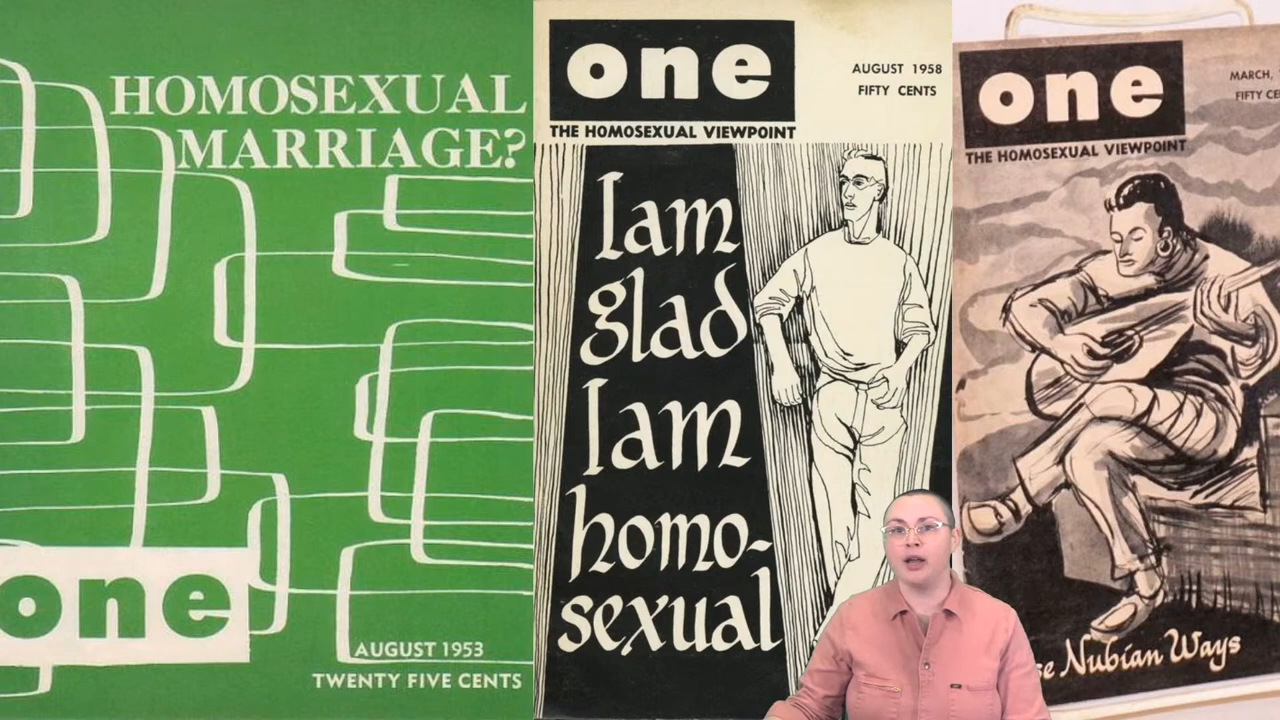 HOMOSEXUAL
MARRIAGE?
one
AUGUST 1953
TWENTY FIVE CENTS
one
AUGUST 1958
FIFTY CENTS
THE HOMOSEXUAL VIEWPOINT
I am
glad
I am
homo-
sexual
one
MARCH,
FIFTY
THE HOMOSEXUAL VIEWPOINT
Nubian Ways